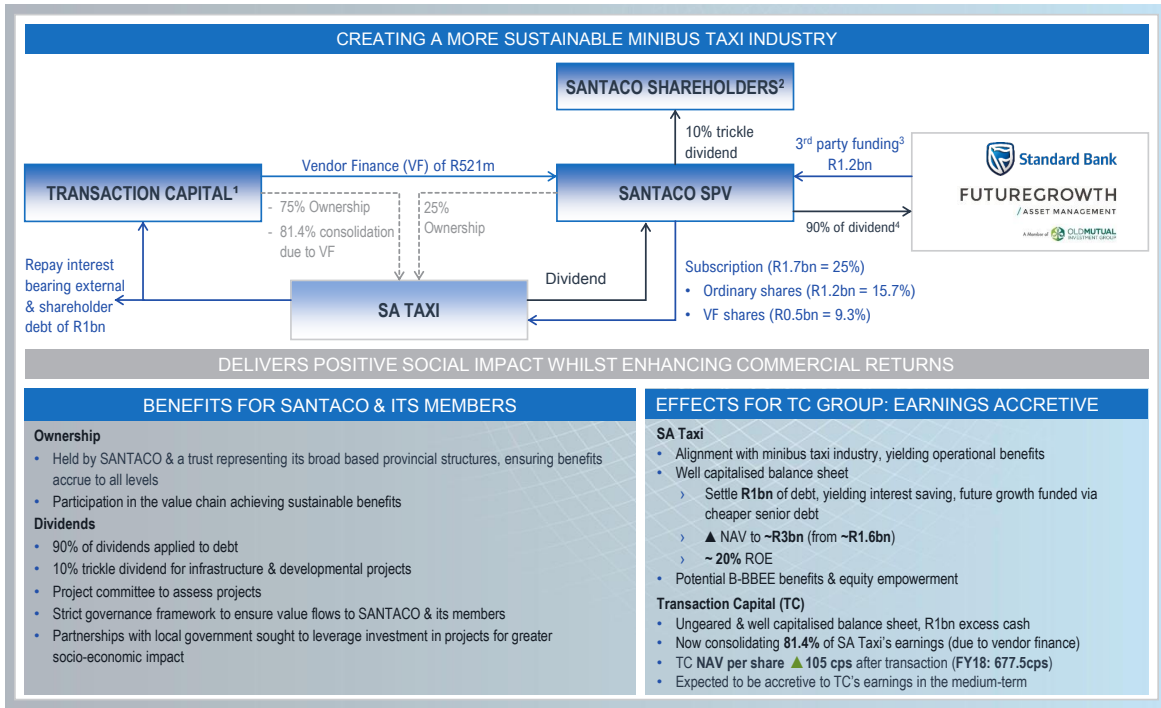 CREATING A MORE SUSTAINABLE MINIBUS TAXI INDUSTRY
SANTACO SHAREHOLDERS²
10% trickle
dividend
3rd party funding³
R1.2bn
Standard Bank
FUTUREGROWTH
/ ASSET MANAGEMENT
A Member of OLDMUTUAL
INVESTMENT GROUP
Vendor Finance (VF) of R521m
TRANSACTION CAPITAL¹
SANTACO SPV
- 75% Ownership
- 81.4% consolidation
due to VF
25%
Ownership
90% of dividend⁴
Repay interest
bearing external
& shareholder
debt of R1bn
SA TAXI
Dividend
Subscription (R1.7bn = 25%)
• Ordinary shares (R1.2bn = 15.7%)
• VF shares (R0.5bn = 9.3%)
DELIVERS POSITIVE SOCIAL IMPACT WHILST ENHANCING COMMERCIAL RETURNS
BENEFITS FOR SANTACO & ITS MEMBERS
Ownership
• Held by SANTACO & a trust representing its broad based provincial structures, ensuring benefits
accrue to all levels
• Participation in the value chain achieving sustainable benefits
Dividends
• 90% of dividends applied to debt
• 10% trickle dividend for infrastructure & developmental projects
• Project committee to assess projects
• Strict governance framework to ensure value flows to SANTACO & its members
• Partnerships with local government sought to leverage investment in projects for greater
socio-economic impact
EFFECTS FOR TC GROUP: EARNINGS ACCRETIVE
SA Taxi
• Alignment with minibus taxi industry, yielding operational benefits
• Well capitalised balance sheet
› Settle R1bn of debt, yielding interest saving, future growth funded via
cheaper senior debt
› ▲ NAV to ~R3bn (from ~R1.6bn)
› ~ 20% ROE
• Potential B-BBEE benefits & equity empowerment
Transaction Capital (TC)
• Ungeared & well capitalised balance sheet, R1bn excess cash
• Now consolidating 81.4% of SA Taxi's earnings (due to vendor finance)
• TC NAV per share ▲ 105 cps after transaction (FY18: 677.5cps)
• Expected to be accretive to TC's earnings in the medium-term